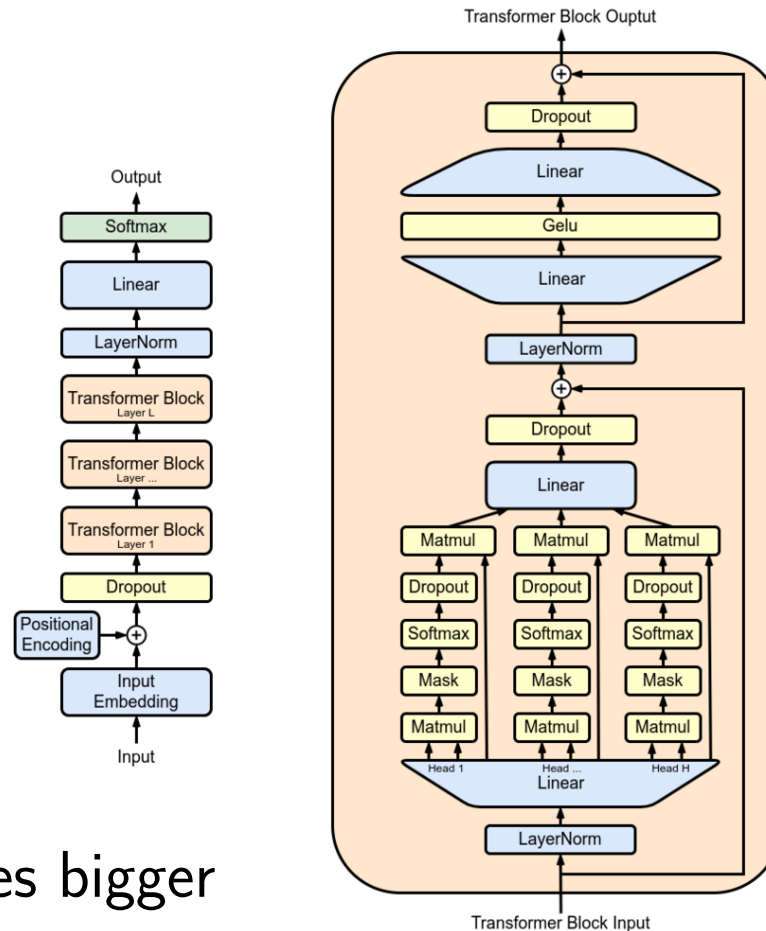 Output
Softmax
Linear
LayerNorm
Transformer Block
Layer L
Transformer Block
Layer ...
Transformer Block
Layer 1
Dropout
Positional
Encoding
+
Input
Embedding
Input
es bigger
Transformer Block Ouptut
+
Dropout
Linear
Gelu
Linear
LayerNorm
+
Dropout
Linear
Matmul Matmul Matmul
Dropout Dropout Dropout
Softmax Softmax Softmax
Mask Mask Mask
Matmul Matmul Matmul
Head 1 Head ... Head H
Linear
LayerNorm
Transformer Block Input